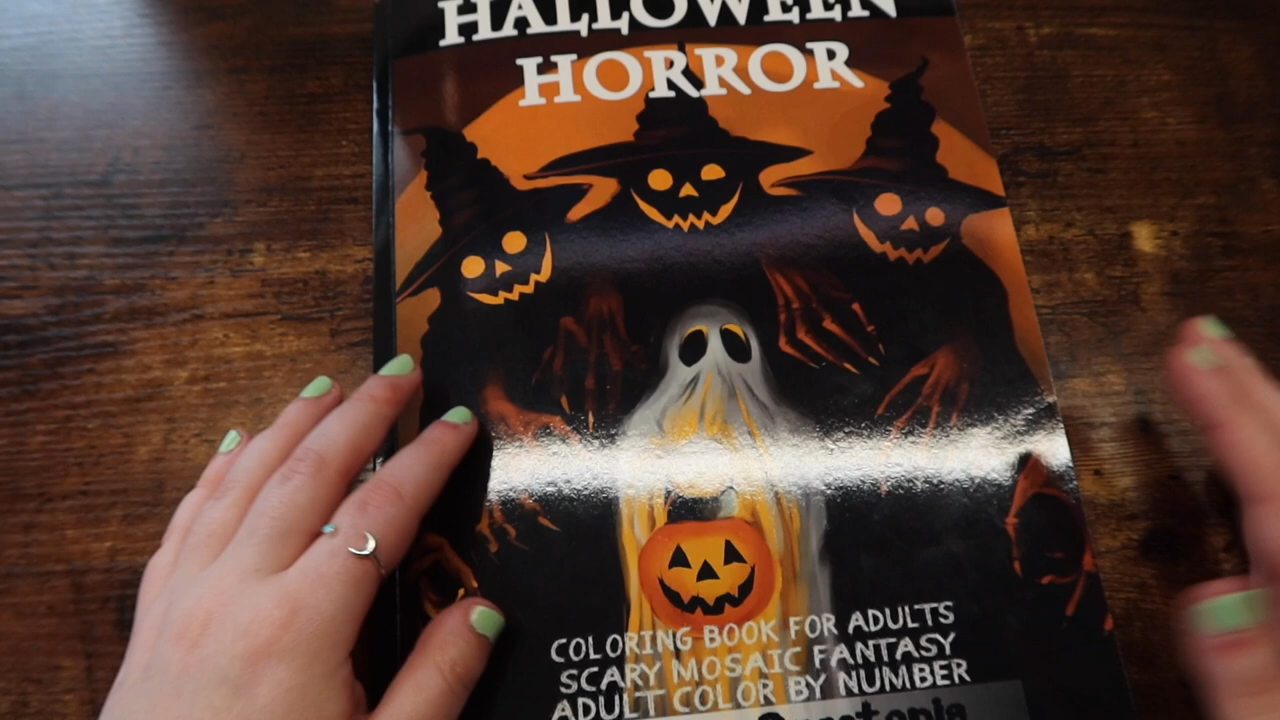 HALLOWEEN
HORROR
COLORING BOOK FOR ADULTS
SCARY MOSAIC FANTASY
ADULT COLOR BY NUMBER